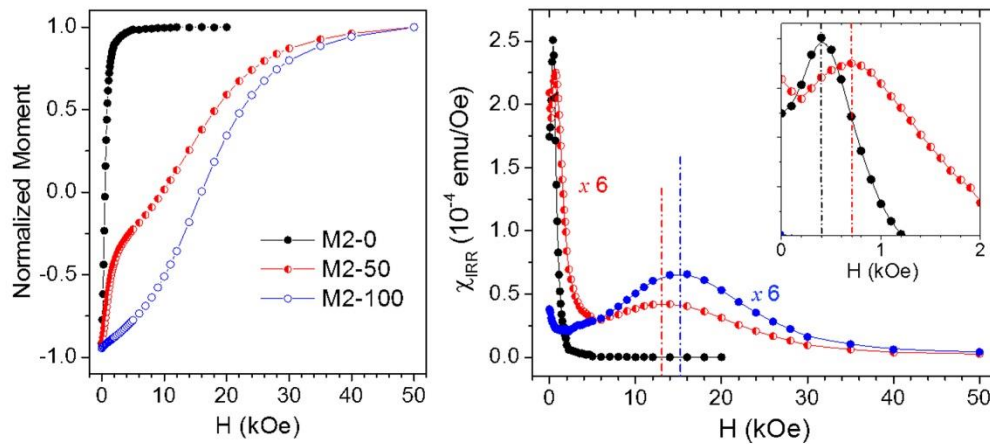 Normalized Moment
1.0
0.5
0.0
-0.5
-1.0
0 10 20 30 40 50
H (kOe)
M2-0
M2-50
M2-100
χIRR (10-4 emu/Oe)
2.5
2.0
1.5
1.0
0.5
0.0
0 10 20 30 40 50
H (kOe)
x 6
x 6
0 1 2
H (kOe)